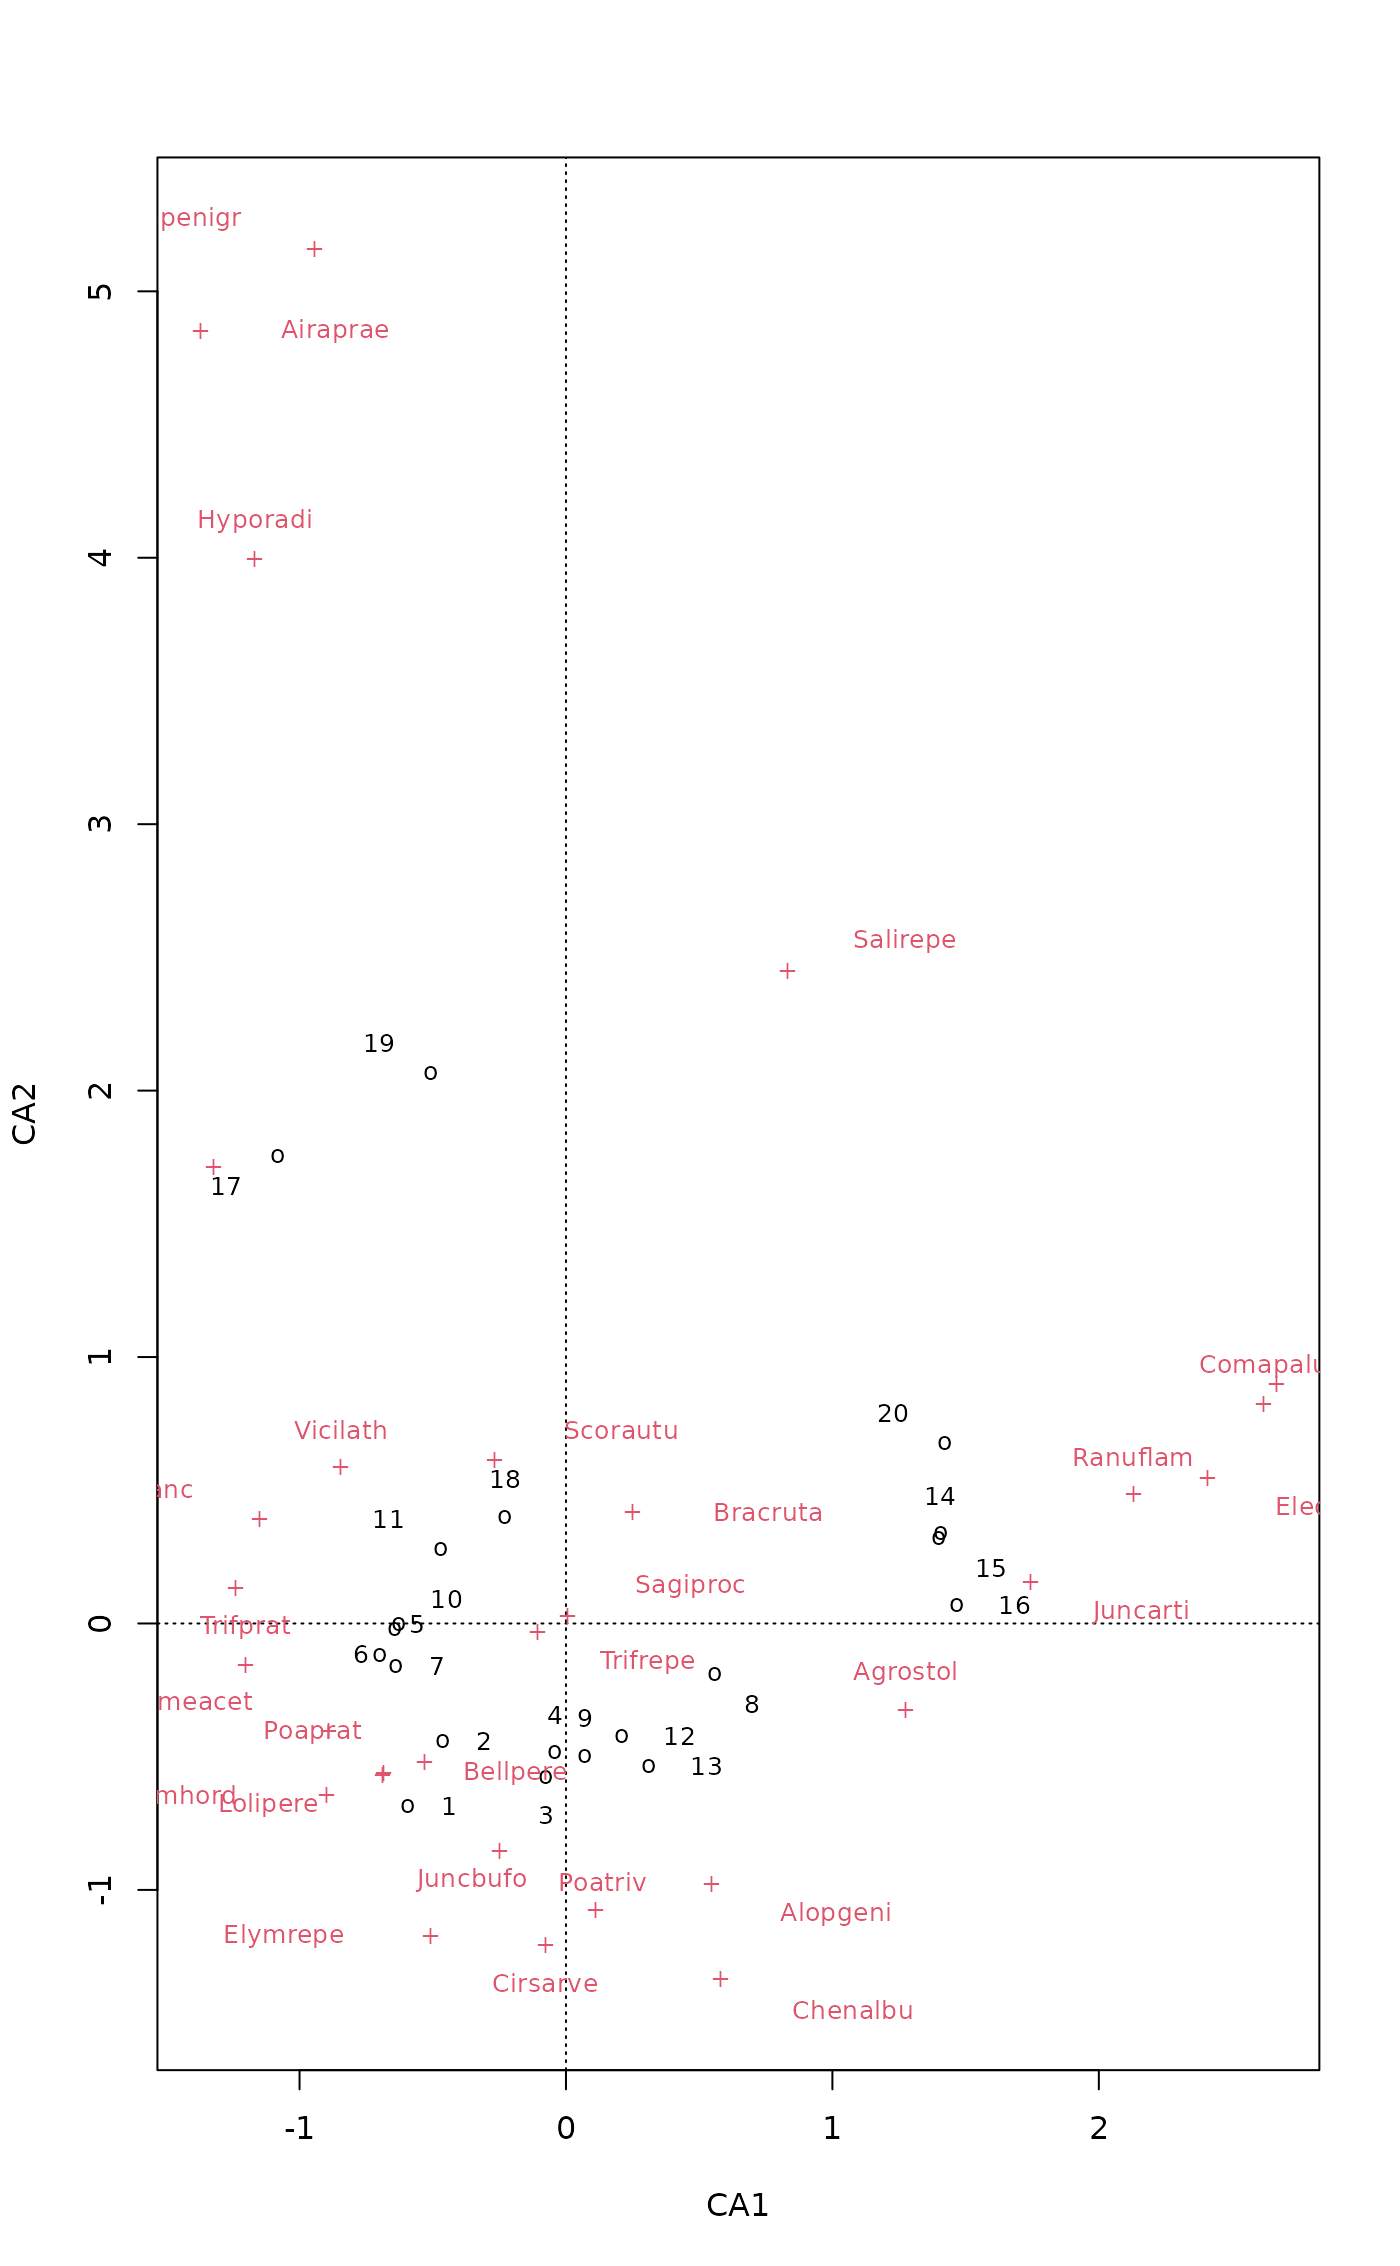 penigr
5
Airaprae
Hyporadi
4
3
Salirepe
19
2
CA2
17
1
Comapalu
20
Vicilath
Scorautu
Ranuflam
18
anc
14
Elec
11
Bracruta
15
Sagiproc
10
16
Juncarti
0
Trifprat
5
6
7
Trifrepe
Agrostol
meacet
8
4
9
Poaprat
2
12
13
Bellpere
mhord
Lolipere
1
3
Juncbufo
Poatriv
-1
Alopgeni
Elymrepe
Cirsarve
Chenalbu
-1
0
1
2
CA1